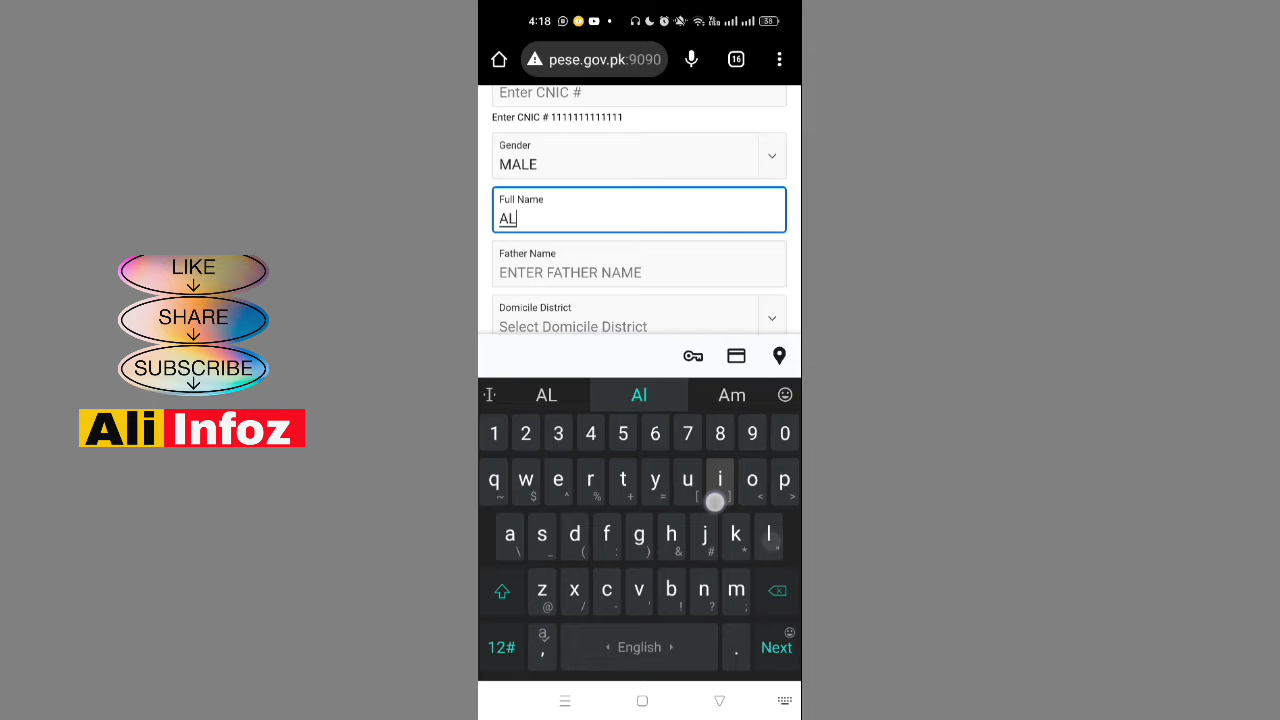 4:18
38
pese.gov.pk:9090
16
Enter CNIC #
Enter CNIC # 1111111111111
Gender
MALE
Full Name
AL
Father Name
ENTER FATHER NAME
Domicile District
Select Domicile District
LIKE
SHARE
SUBSCRIBE
Ali Infoz
AL Al Am
1 2 3 4 5 6 7 8 9 0
q w e r t y u i o p
~ $ ^ % + = [ ] < >
a s d f g h j k l
\ _ ( : ) & # * "
z x c v b n m
@ / - ' ! ? ;
12# a , English . Next